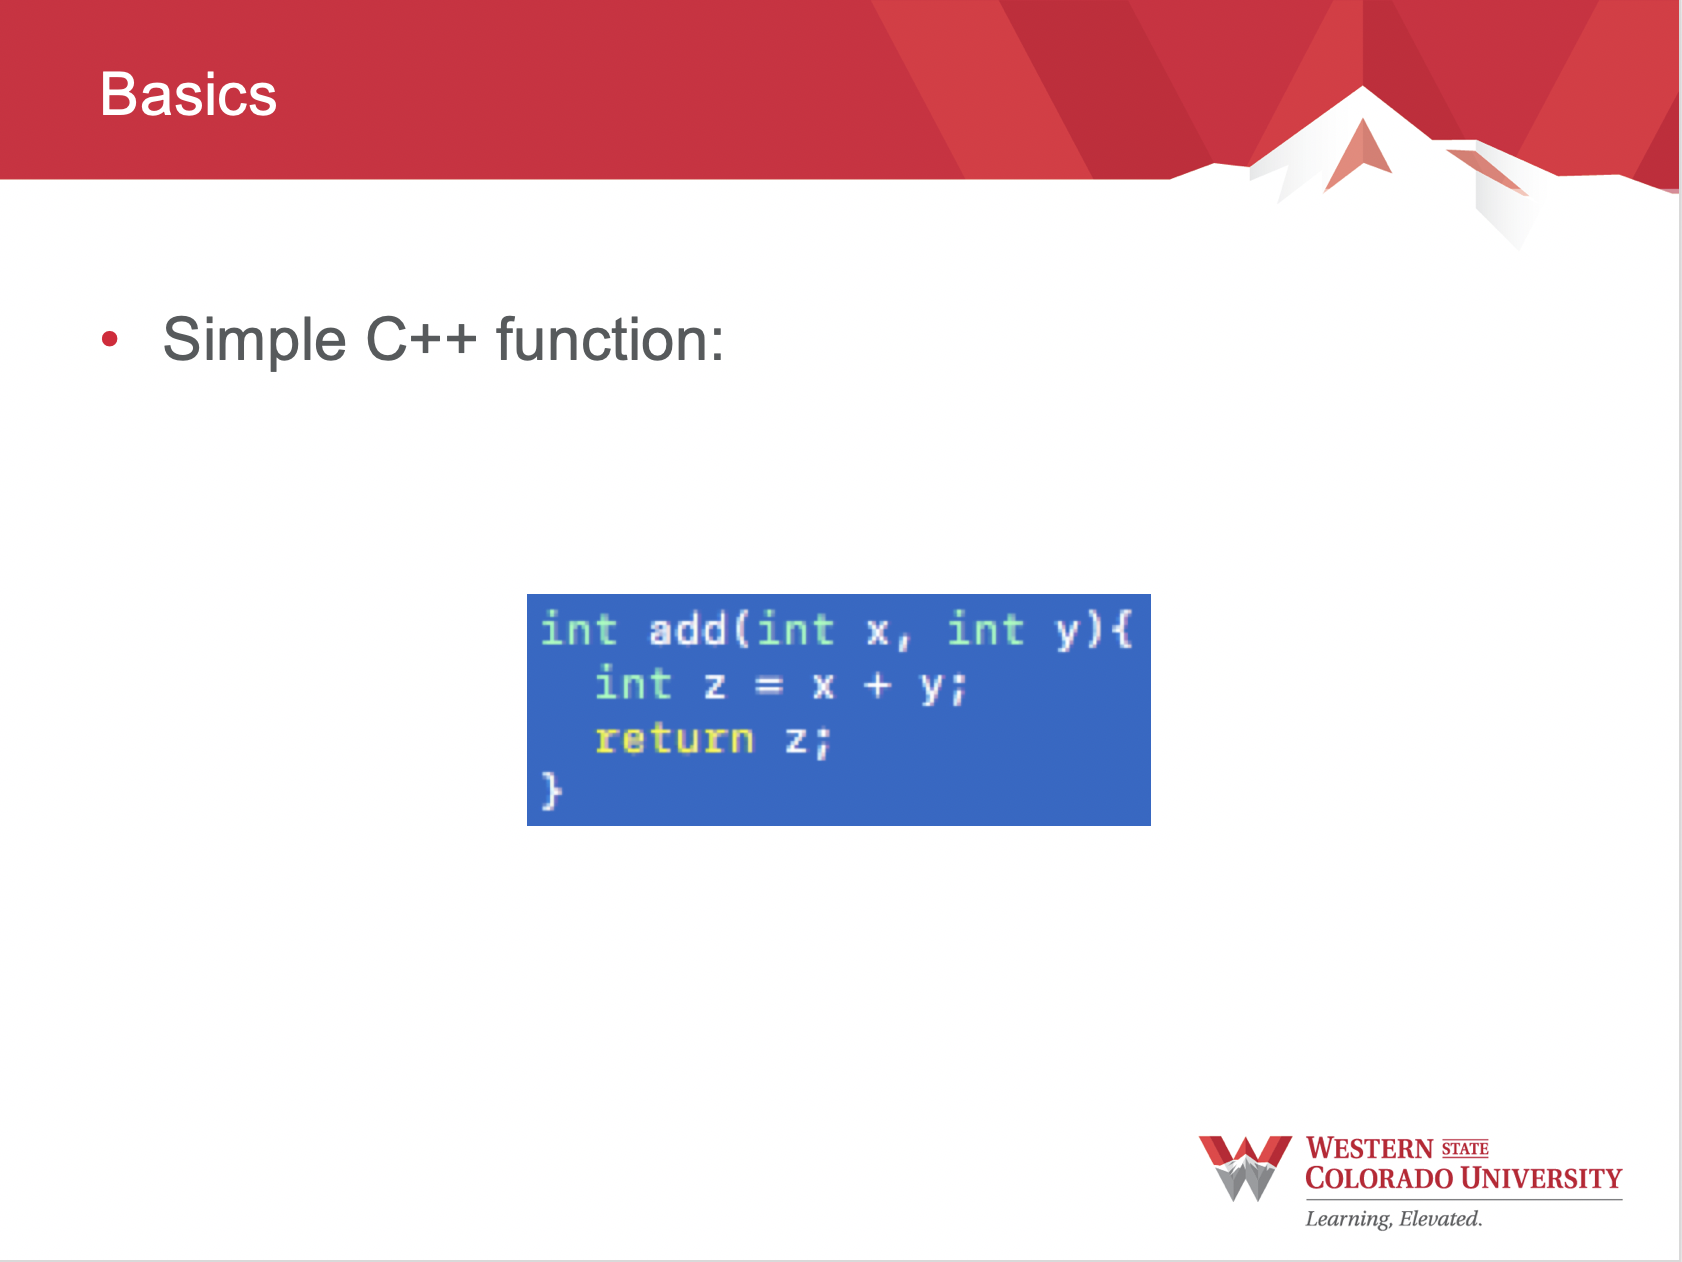 Basics
• Simple C++ function:
int add(int x, int y){
  int z = x + y;
  return z;
}
WESTERN STATE
COLORADO UNIVERSITY
Learning, Elevated.